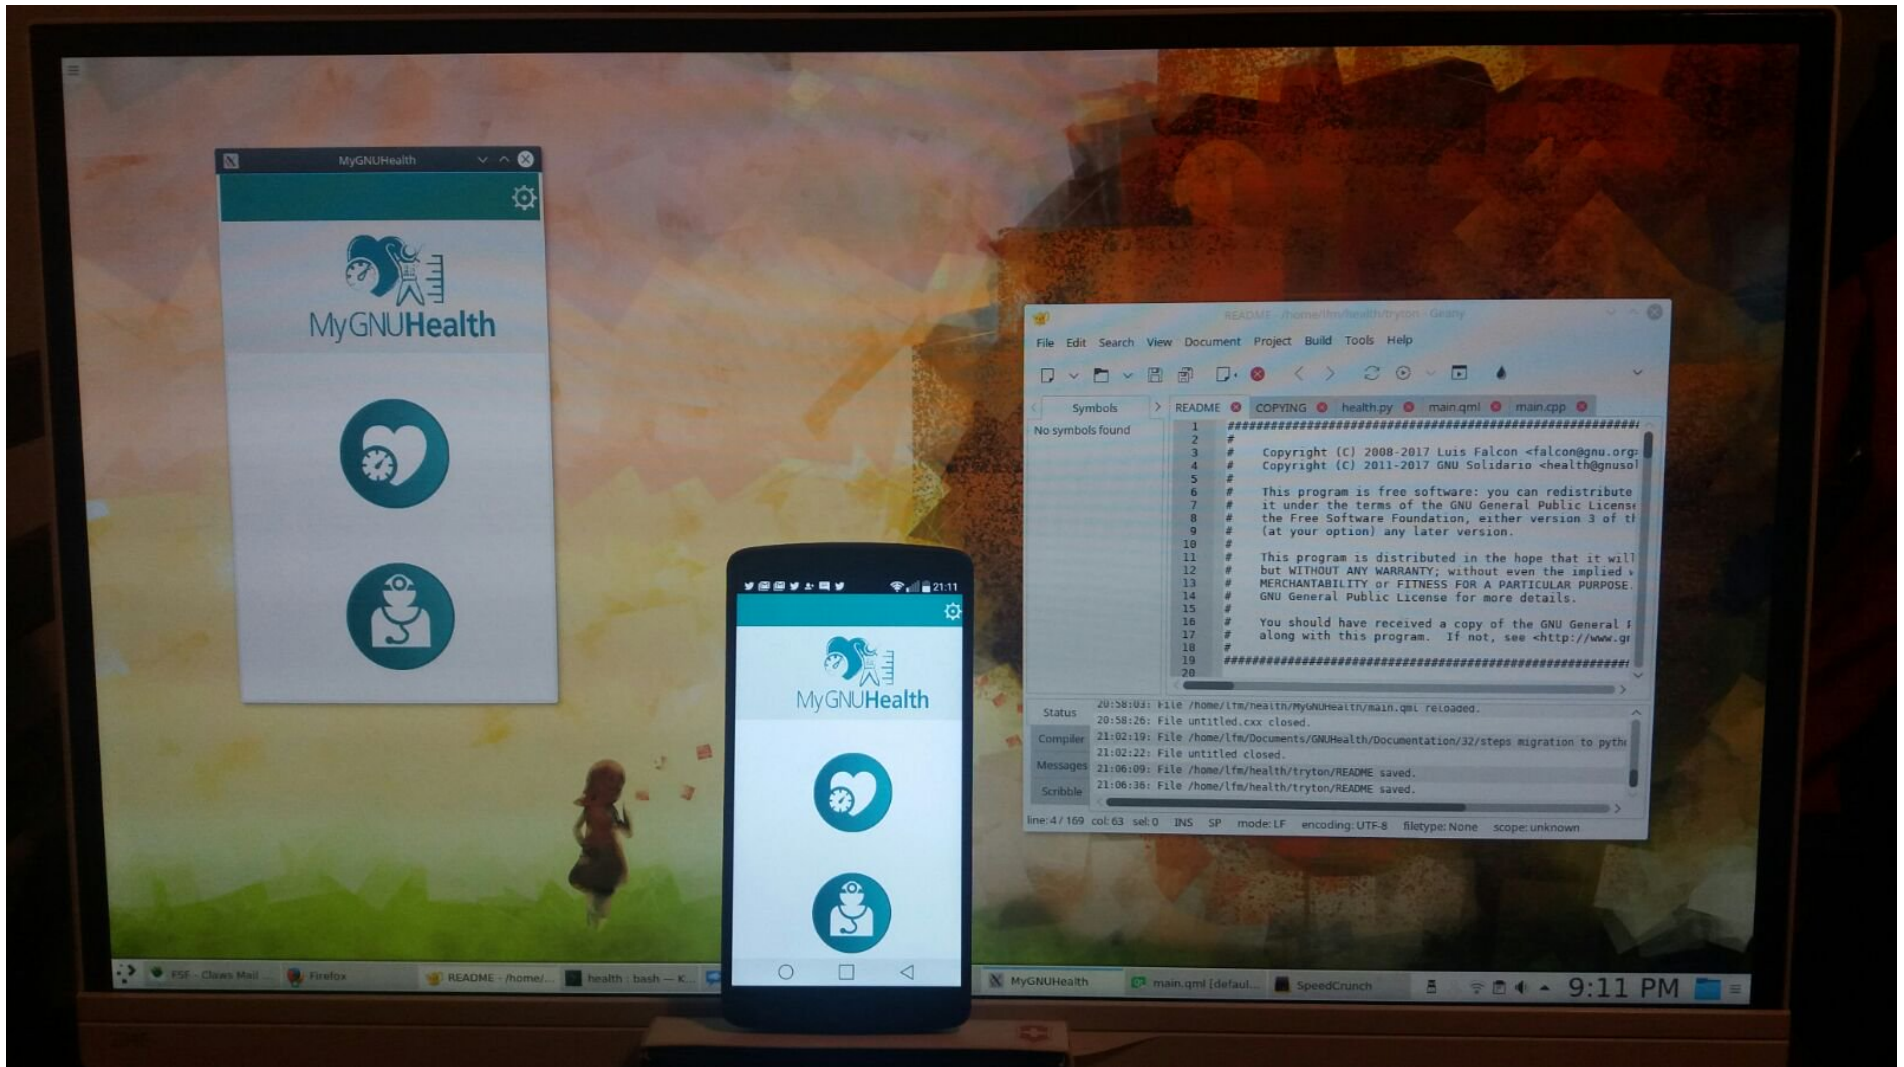 MyGNUHealth
MyGNUHealth
README - /home/lfm/health/tryton - Geany
File Edit Search View Document Project Build Tools Help
Symbols
README COPYING health.py main.qml main.cpp
No symbols found
1 ################################################################
2 #
3 # Copyright (C) 2008-2017 Luis Falcon <falcon@gnu.org>
4 # Copyright (C) 2011-2017 GNU Solidario <health@gnusol
5 #
6 # This program is free software: you can redistribute
7 # it under the terms of the GNU General Public License
8 # the Free Software Foundation, either version 3 of th
9 # (at your option) any later version.
10 #
11 # This program is distributed in the hope that it will
12 # but WITHOUT ANY WARRANTY; without even the implied w
13 # MERCHANTABILITY or FITNESS FOR A PARTICULAR PURPOSE.
14 # GNU General Public License for more details.
15 #
16 # You should have received a copy of the GNU General P
17 # along with this program. If not, see <http://www.gn
18 #
19 ################################################################
20
Status
Compiler
Messages
Scribble
20:58:03: File /home/lfm/health/MyGNUHealth/main.qml reloaded.
20:58:26: File untitled.cxx closed.
21:02:19: File /home/lfm/Documents/GNUHealth/Documentation/32/steps migration to pytho
21:02:22: File untitled closed.
21:06:09: File /home/lfm/health/tryton/README saved.
21:06:36: File /home/lfm/health/tryton/README saved.
line: 4 / 169 col: 63 sel: 0 INS SP mode: LF encoding: UTF-8 filetype: None scope: unknown
21:11
MyGNUHealth
FSF - Claws Mail ... Firefox README - /home/... health : bash — K... MyGNUHealth main.qml [defaul... SpeedCrunch 9:11 PM